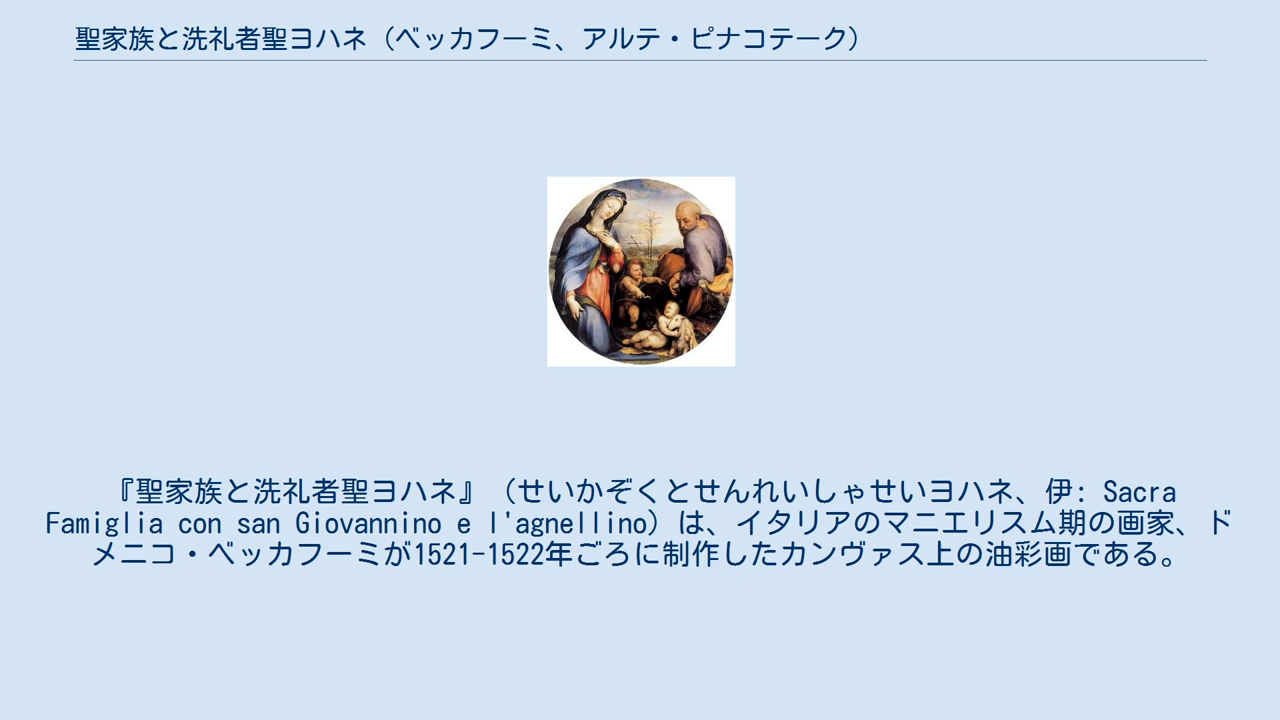 聖家族と洗礼者聖ヨハネ（ベッカフーミ、アルテ・ピナコテーク）
『聖家族と洗礼者聖ヨハネ』（せいかぞくとせんれいしゃせいヨハネ、伊: Sacra
Famiglia con san Giovannino e l'agnellino）は、イタリアのマニエリスム期の画家、ド
メニコ・ベッカフーミが1521-1522年ごろに制作したカンヴァス上の油彩画である。